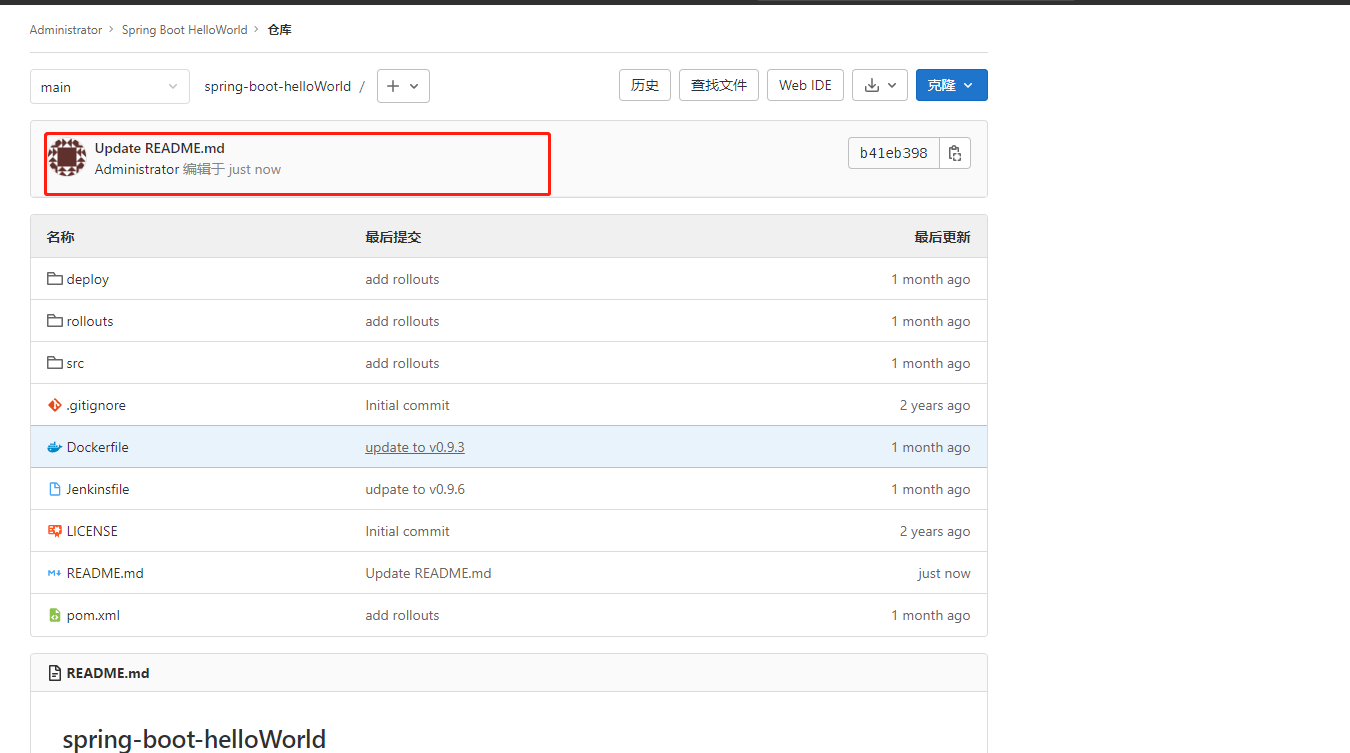 Administrator > Spring Boot HelloWorld > 仓库
main spring-boot-helloWorld / + 历史 查找文件 Web IDE 克隆
Update README.md
Administrator 编辑于 just now
b41eb398
名称 最后提交 最后更新
deploy add rollouts 1 month ago
rollouts add rollouts 1 month ago
src add rollouts 1 month ago
.gitignore Initial commit 2 years ago
Dockerfile update to v0.9.3 1 month ago
Jenkinsfile udpate to v0.9.6 1 month ago
LICENSE Initial commit 2 years ago
README.md Update README.md just now
pom.xml add rollouts 1 month ago
README.md
spring-boot-helloWorld